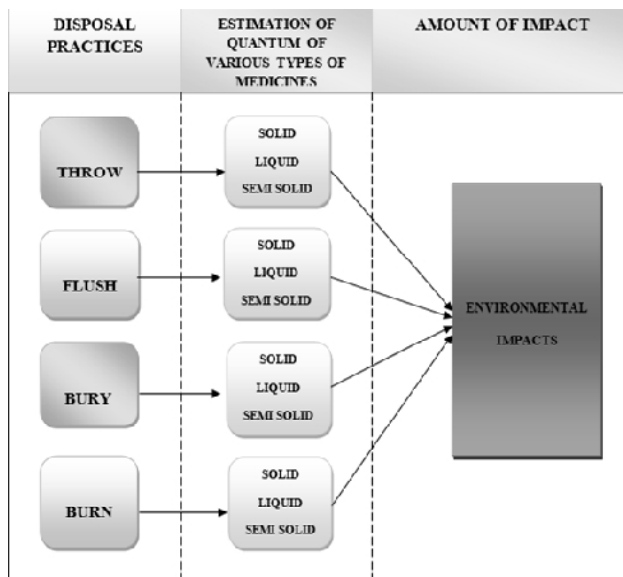 DISPOSAL
PRACTICES
ESTIMATION OF
QUANTUM OF
VARIOUS TYPES OF
MEDICINES
AMOUNT OF IMPACT
THROW
SOLID
LIQUID
SEMI SOLID
FLUSH
SOLID
LIQUID
SEMI SOLID
BURY
SOLID
LIQUID
SEMI SOLID
BURN
SOLID
LIQUID
SEMI SOLID
ENVIRONMENTAL
IMPACTS